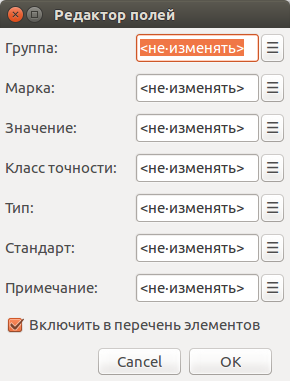 Редактор полей
Группа: <не·изменять>
Марка: <не·изменять>
Значение: <не·изменять>
Класс точности: <не·изменять>
Тип: <не·изменять>
Стандарт: <не·изменять>
Примечание: <не·изменять>
Включить в перечень элементов
Cancel OK